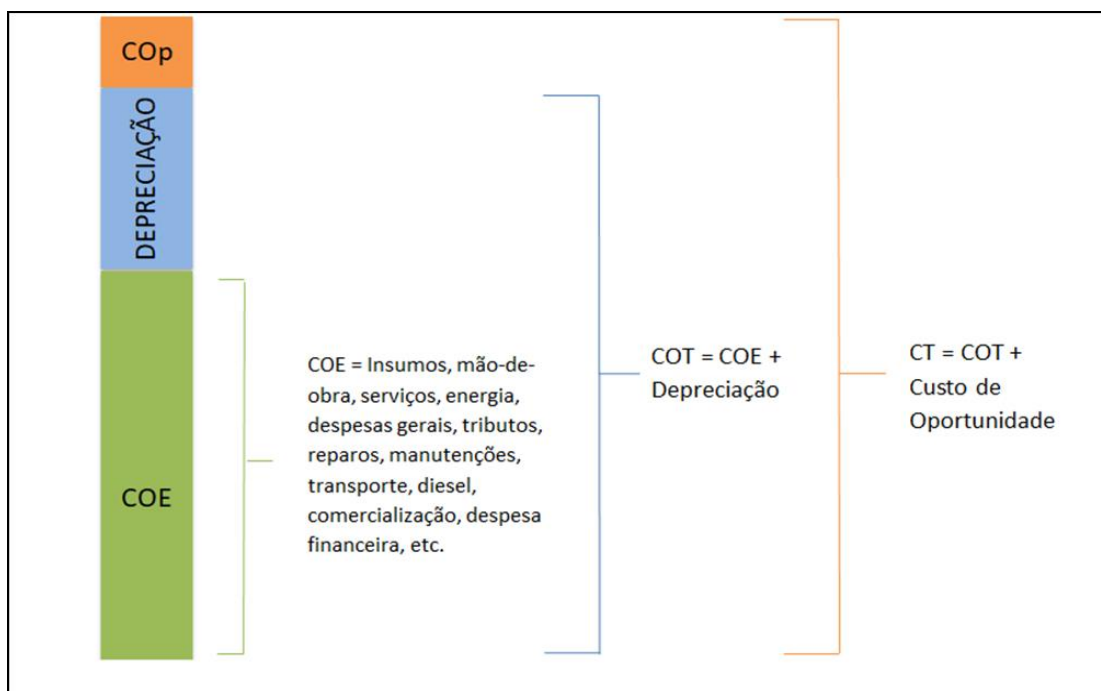 COp
DEPRECIAÇÃO
COE
COE = Insumos, mão-de-
obra, serviços, energia,
despesas gerais, tributos,
reparos, manutenções,
transporte, diesel,
comercialização, despesa
financeira, etc.
COT = COE +
Depreciação
CT = COT +
Custo de
Oportunidade